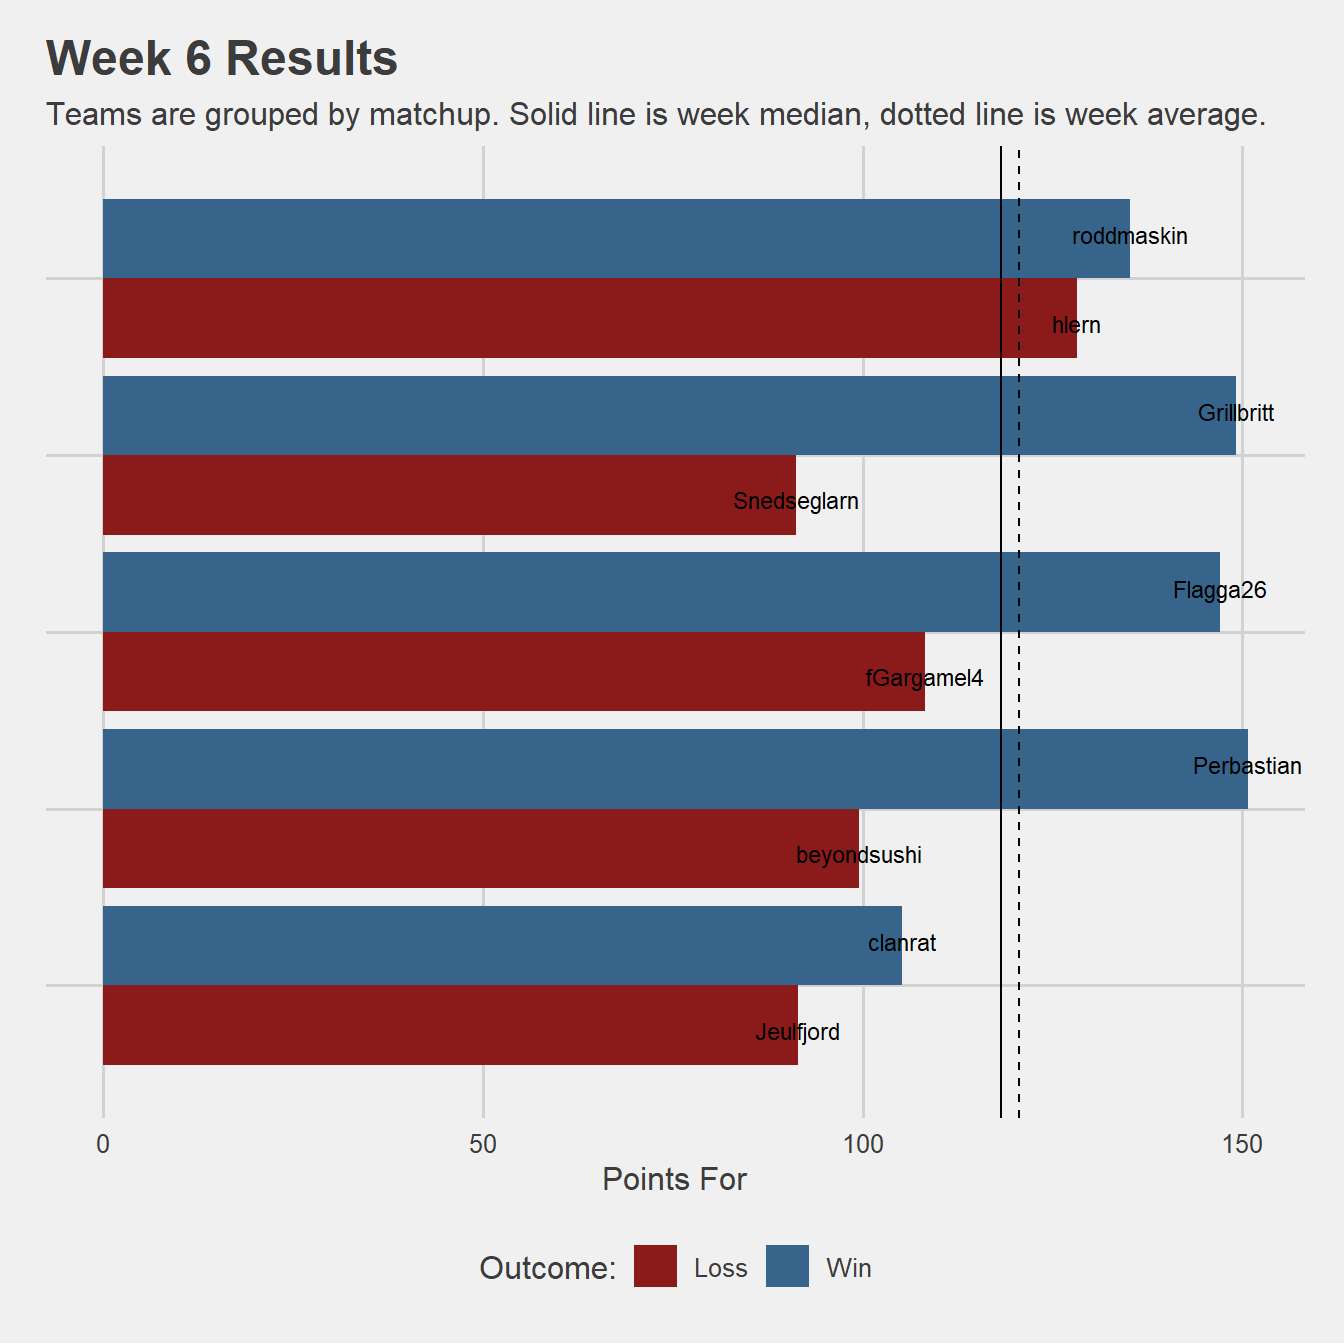 Week 6 Results
Teams are grouped by matchup. Solid line is week median, dotted line is week average.
roddmaskin
hlern
Grillbritt
Snedseglarn
Flagga26
fGargamel4
Perbastian
beyondsushi
clanrat
Jeulfjord
0 50 100 150
Points For
Outcome: Loss Win